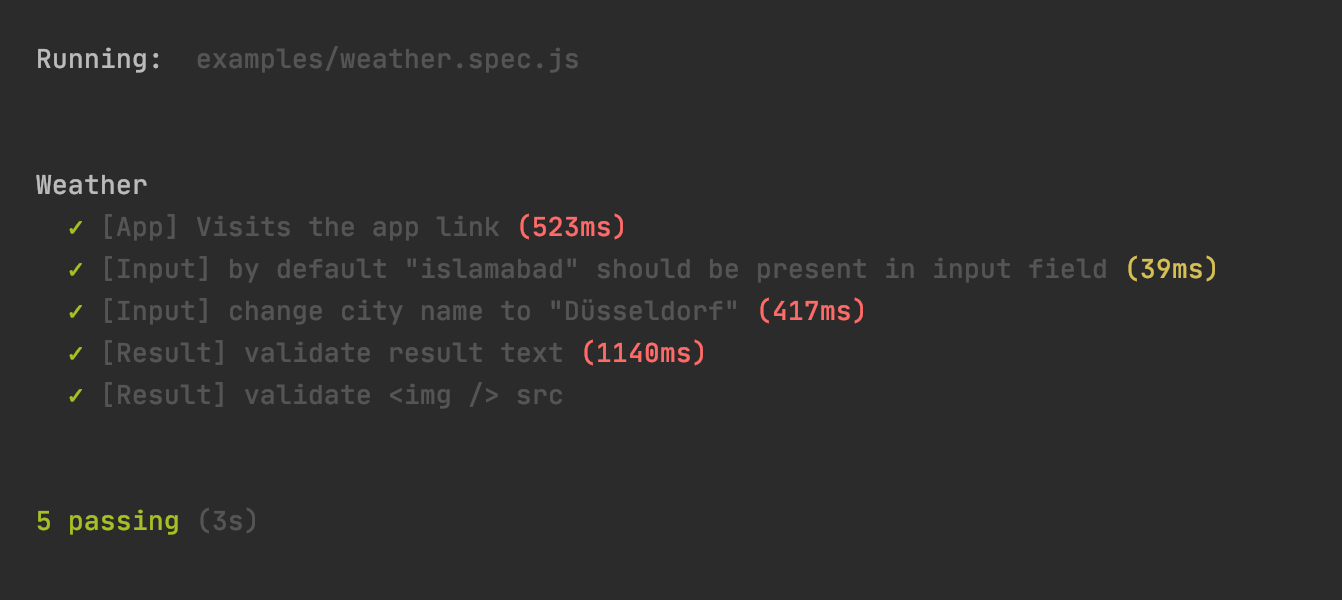 Running:  examples/weather.spec.js
Weather
✓ [App] Visits the app link (523ms)
✓ [Input] by default "islamabad" should be present in input field (39ms)
✓ [Input] change city name to "Düsseldorf" (417ms)
✓ [Result] validate result text (1140ms)
✓ [Result] validate <img /> src
5 passing (3s)